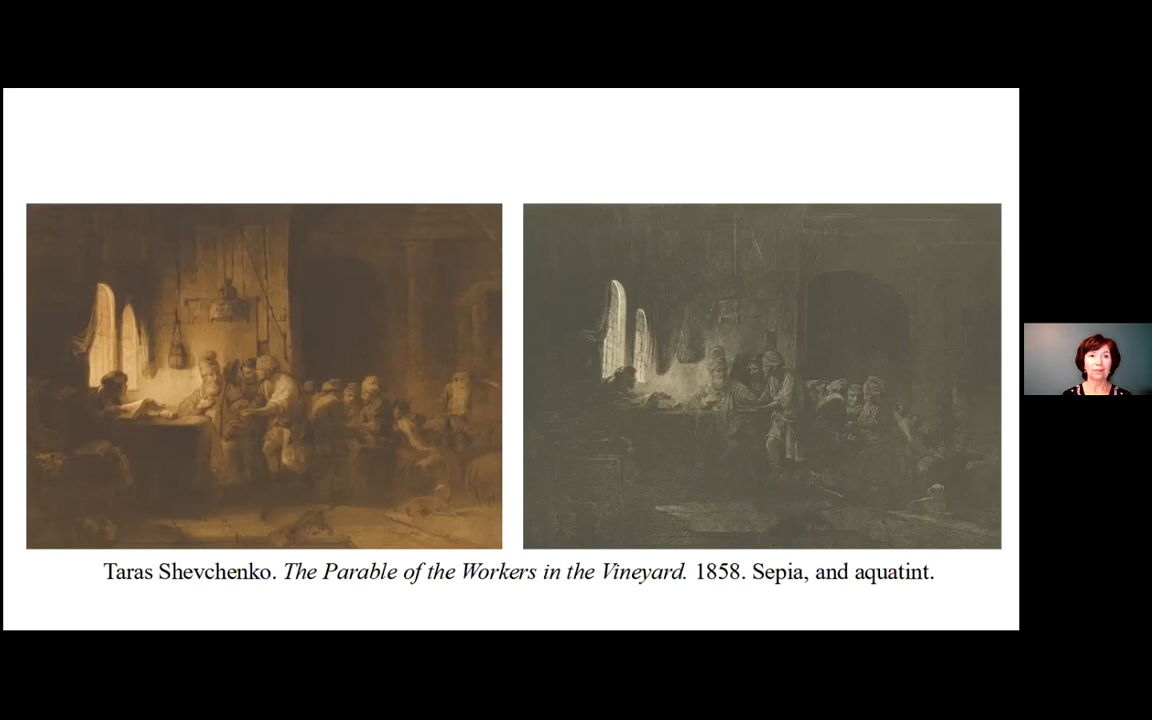 Taras Shevchenko. The Parable of the Workers in the Vineyard. 1858. Sepia, and aquatint.